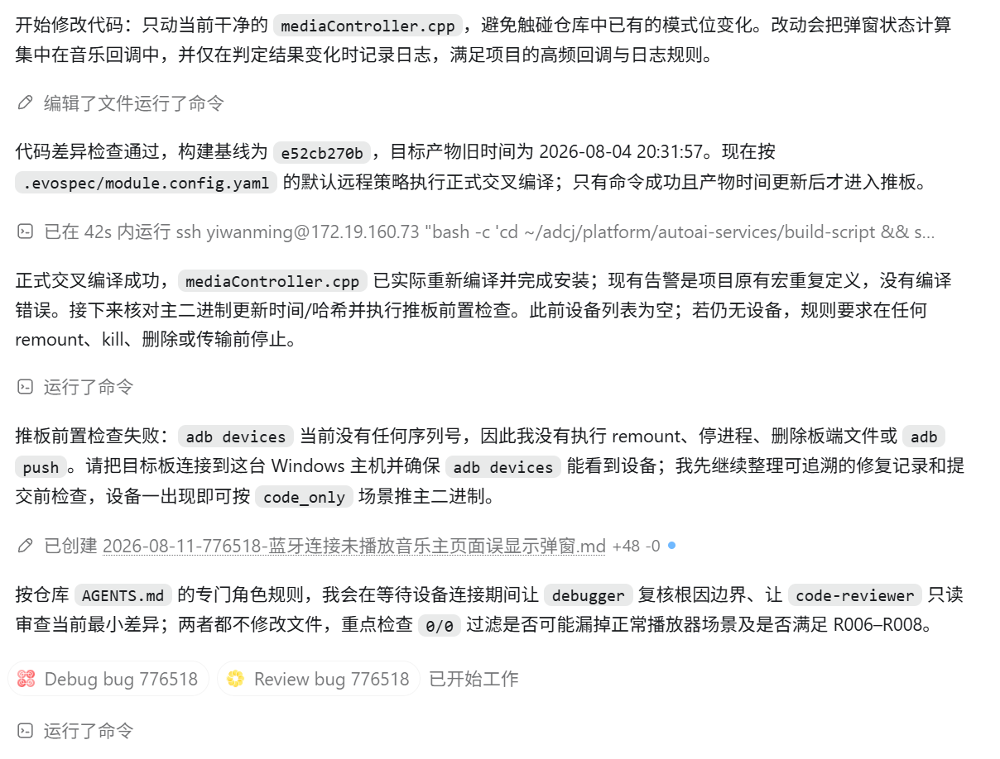 开始修改代码：只动当前干净的 mediaController.cpp，避免触碰仓库中已有的模式位变化。改动会把弹窗状态计算
集中在音乐回调中，并仅在判定结果变化时记录日志，满足项目的高频回调与日志规则。
编辑了文件运行了命令
代码差异检查通过，构建基线为 e52cb270b，目标产物旧时间为 2026-08-04 20:31:57。现在按
.evospec/module.config.yaml 的默认远程策略执行正式交叉编译；只有命令成功且产物时间更新后才进入推板。
已在 42s 内运行 ssh yiwanming@172.19.160.73 "bash -c 'cd ~/adcj/platform/autoai-services/build-script && s...
正式交叉编译成功，mediaController.cpp 已实际重新编译并完成安装；现有告警是项目原有宏重复定义，没有编译
错误。接下来核对主二进制更新时间/哈希并执行推板前置检查。此前设备列表为空；若仍无设备，规则要求在任何
remount、kill、删除或传输前停止。
运行了命令
推板前置检查失败：adb devices 当前没有任何序列号，因此我没有执行 remount、停进程、删除板端文件或 adb
push。请把目标板连接到这台 Windows 主机并确保 adb devices 能看到设备；我先继续整理可追溯的修复记录和提
交前检查，设备一出现即可按 code_only 场景推主二进制。
已创建 2026-08-11-776518-蓝牙连接未播放音乐主页面误显示弹窗.md +48 -0
按仓库 AGENTS.md 的专门角色规则，我会在等待设备连接期间让 debugger 复核根因边界、让 code-reviewer 只读
审查当前最小差异；两者都不修改文件，重点检查 0/0 过滤是否可能漏掉正常播放器场景及是否满足 R006–R008。
Debug bug 776518 Review bug 776518 已开始工作
运行了命令